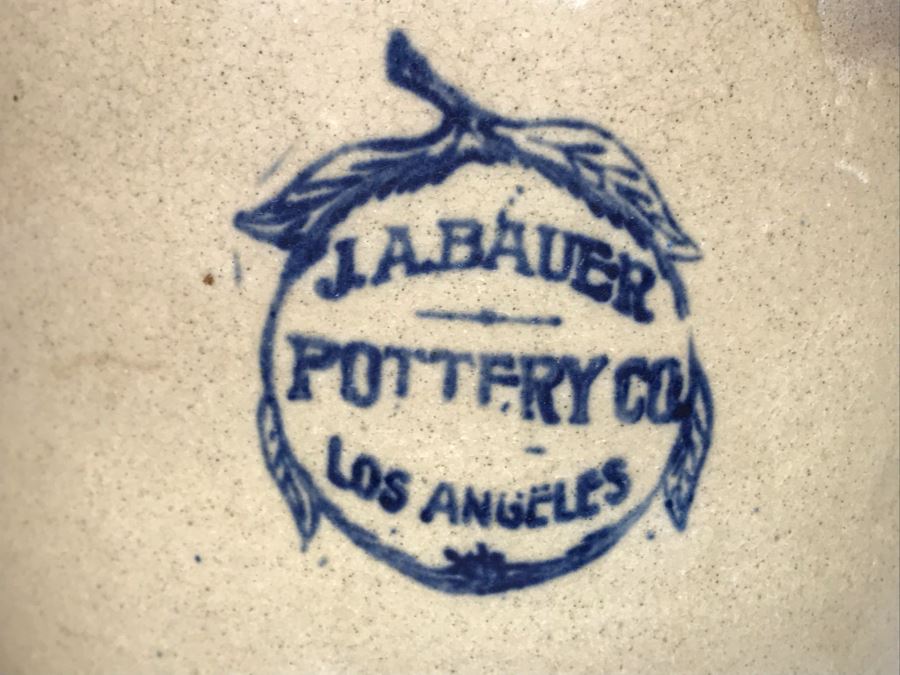 J.A.BAUER
POTTERY CO.
LOS ANGELES